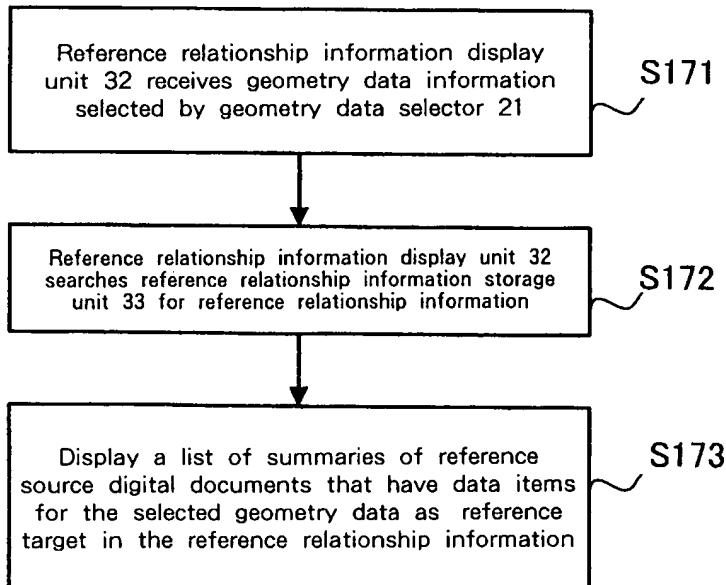 Reference relationship information display
unit 32 receives geometry data information
selected by geometry data selector 21
S171
Reference relationship information display unit 32
searches reference relationship information storage
unit 33 for reference relationship information
S172
Display a list of summaries of reference
source digital documents that have data items
for the selected geometry data as reference
target in the reference relationship information
S173